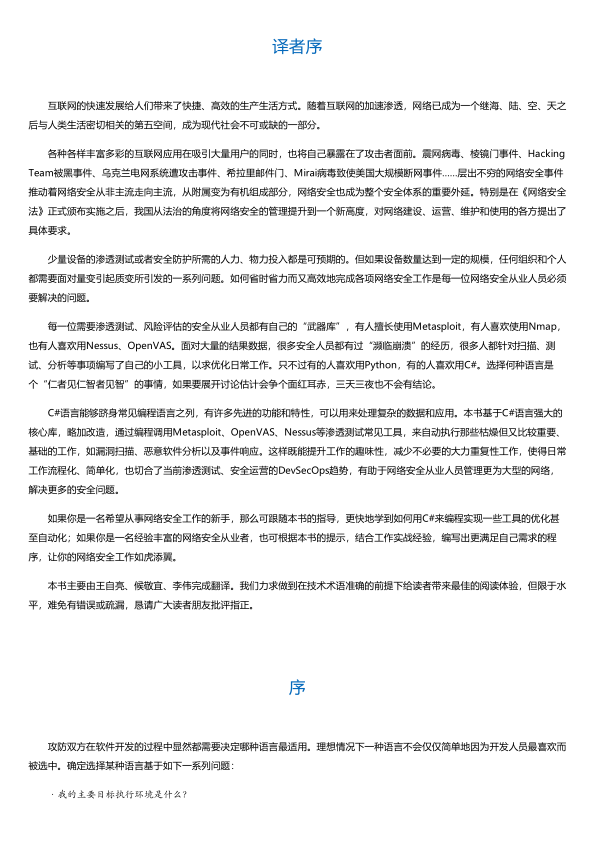 译者序
互联网的快速发展给人们带来了快捷、高效的生产生活方式。随着互联网的加速渗透，网络已成为一个继海、陆、空、天之
后与人类生活密切相关的第五空间，成为现代社会不可或缺的一部分。
各种各样丰富多彩的互联网应用在吸引大量用户的同时，也将自己暴露在了攻击者面前。震网病毒、棱镜门事件、Hacking
Team被黑事件、乌克兰电网系统遭攻击事件、希拉里邮件门、Mirai病毒致使美国大规模断网事件......层出不穷的网络安全事件
推动着网络安全从非主流走向主流，从附属变为有机组成部分，网络安全也成为整个安全体系的重要外延。特别是在《网络安全
法》正式颁布实施之后，我国从法治的角度将网络安全的管理提升到一个新高度，对网络建设、运营、维护和使用的各方提出了
具体要求。
少量设备的渗透测试或者安全防护所需的人力、物力投入都是可预期的。但如果设备数量达到一定的规模，任何组织和个人
都需要面对量变引起质变所引发的一系列问题。如何省时省力而又高效地完成各项网络安全工作是每一位网络安全从业人员必须
要解决的问题。
每一位需要渗透测试、风险评估的安全从业人员都有自己的“武器库”，有人擅长使用Metasploit，有人喜欢使用Nmap，
也有人喜欢用Nessus、OpenVAS。面对大量的结果数据，很多安全人员都有过“濒临崩溃”的经历，很多人都针对扫描、测
试、分析等事项编写了自己的小工具，以求优化日常工作。只不过有的人喜欢用Python，有的人喜欢用C#。选择何种语言是
个“仁者见仁智者见智”的事情，如果要展开讨论估计会争个面红耳赤，三天三夜也不会有结论。
C#语言能够跻身常见编程语言之列，有许多先进的功能和特性，可以用来处理复杂的数据和应用。本书基于C#语言强大的
核心库，略加改造，通过编程调用Metasploit、OpenVAS、Nessus等渗透测试常见工具，来自动执行那些枯燥但又比较重要、
基础的工作，如漏洞扫描、恶意软件分析以及事件响应。这样既能提升工作的趣味性，减少不必要的大力重复性工作，使得日常
工作流程化、简单化，也切合了当前渗透测试、安全运营的DevSecOps趋势，有助于网络安全从业人员管理更为大型的网络，
解决更多的安全问题。
如果你是一名希望从事网络安全工作的新手，那么可跟随本书的指导，更快地学到如何用C#来编程实现一些工具的优化甚
至自动化；如果你是一名经验丰富的网络安全从业者，也可根据本书的提示，结合工作实战经验，编写出更满足自己需求的程
序，让你的网络安全工作如虎添翼。
本书主要由王自亮、候敬宜、李伟完成翻译。我们力求做到在技术术语准确的前提下给读者带来最佳的阅读体验，但限于水
平，难免有错误或疏漏，恳请广大读者朋友批评指正。
序
攻防双方在软件开发的过程中显然都需要决定哪种语言最适用。理想情况下一种语言不会仅仅简单地因为开发人员最喜欢而
被选中。确定选择某种语言基于如下一系列问题：
·我的主要目标执行环境是什么？